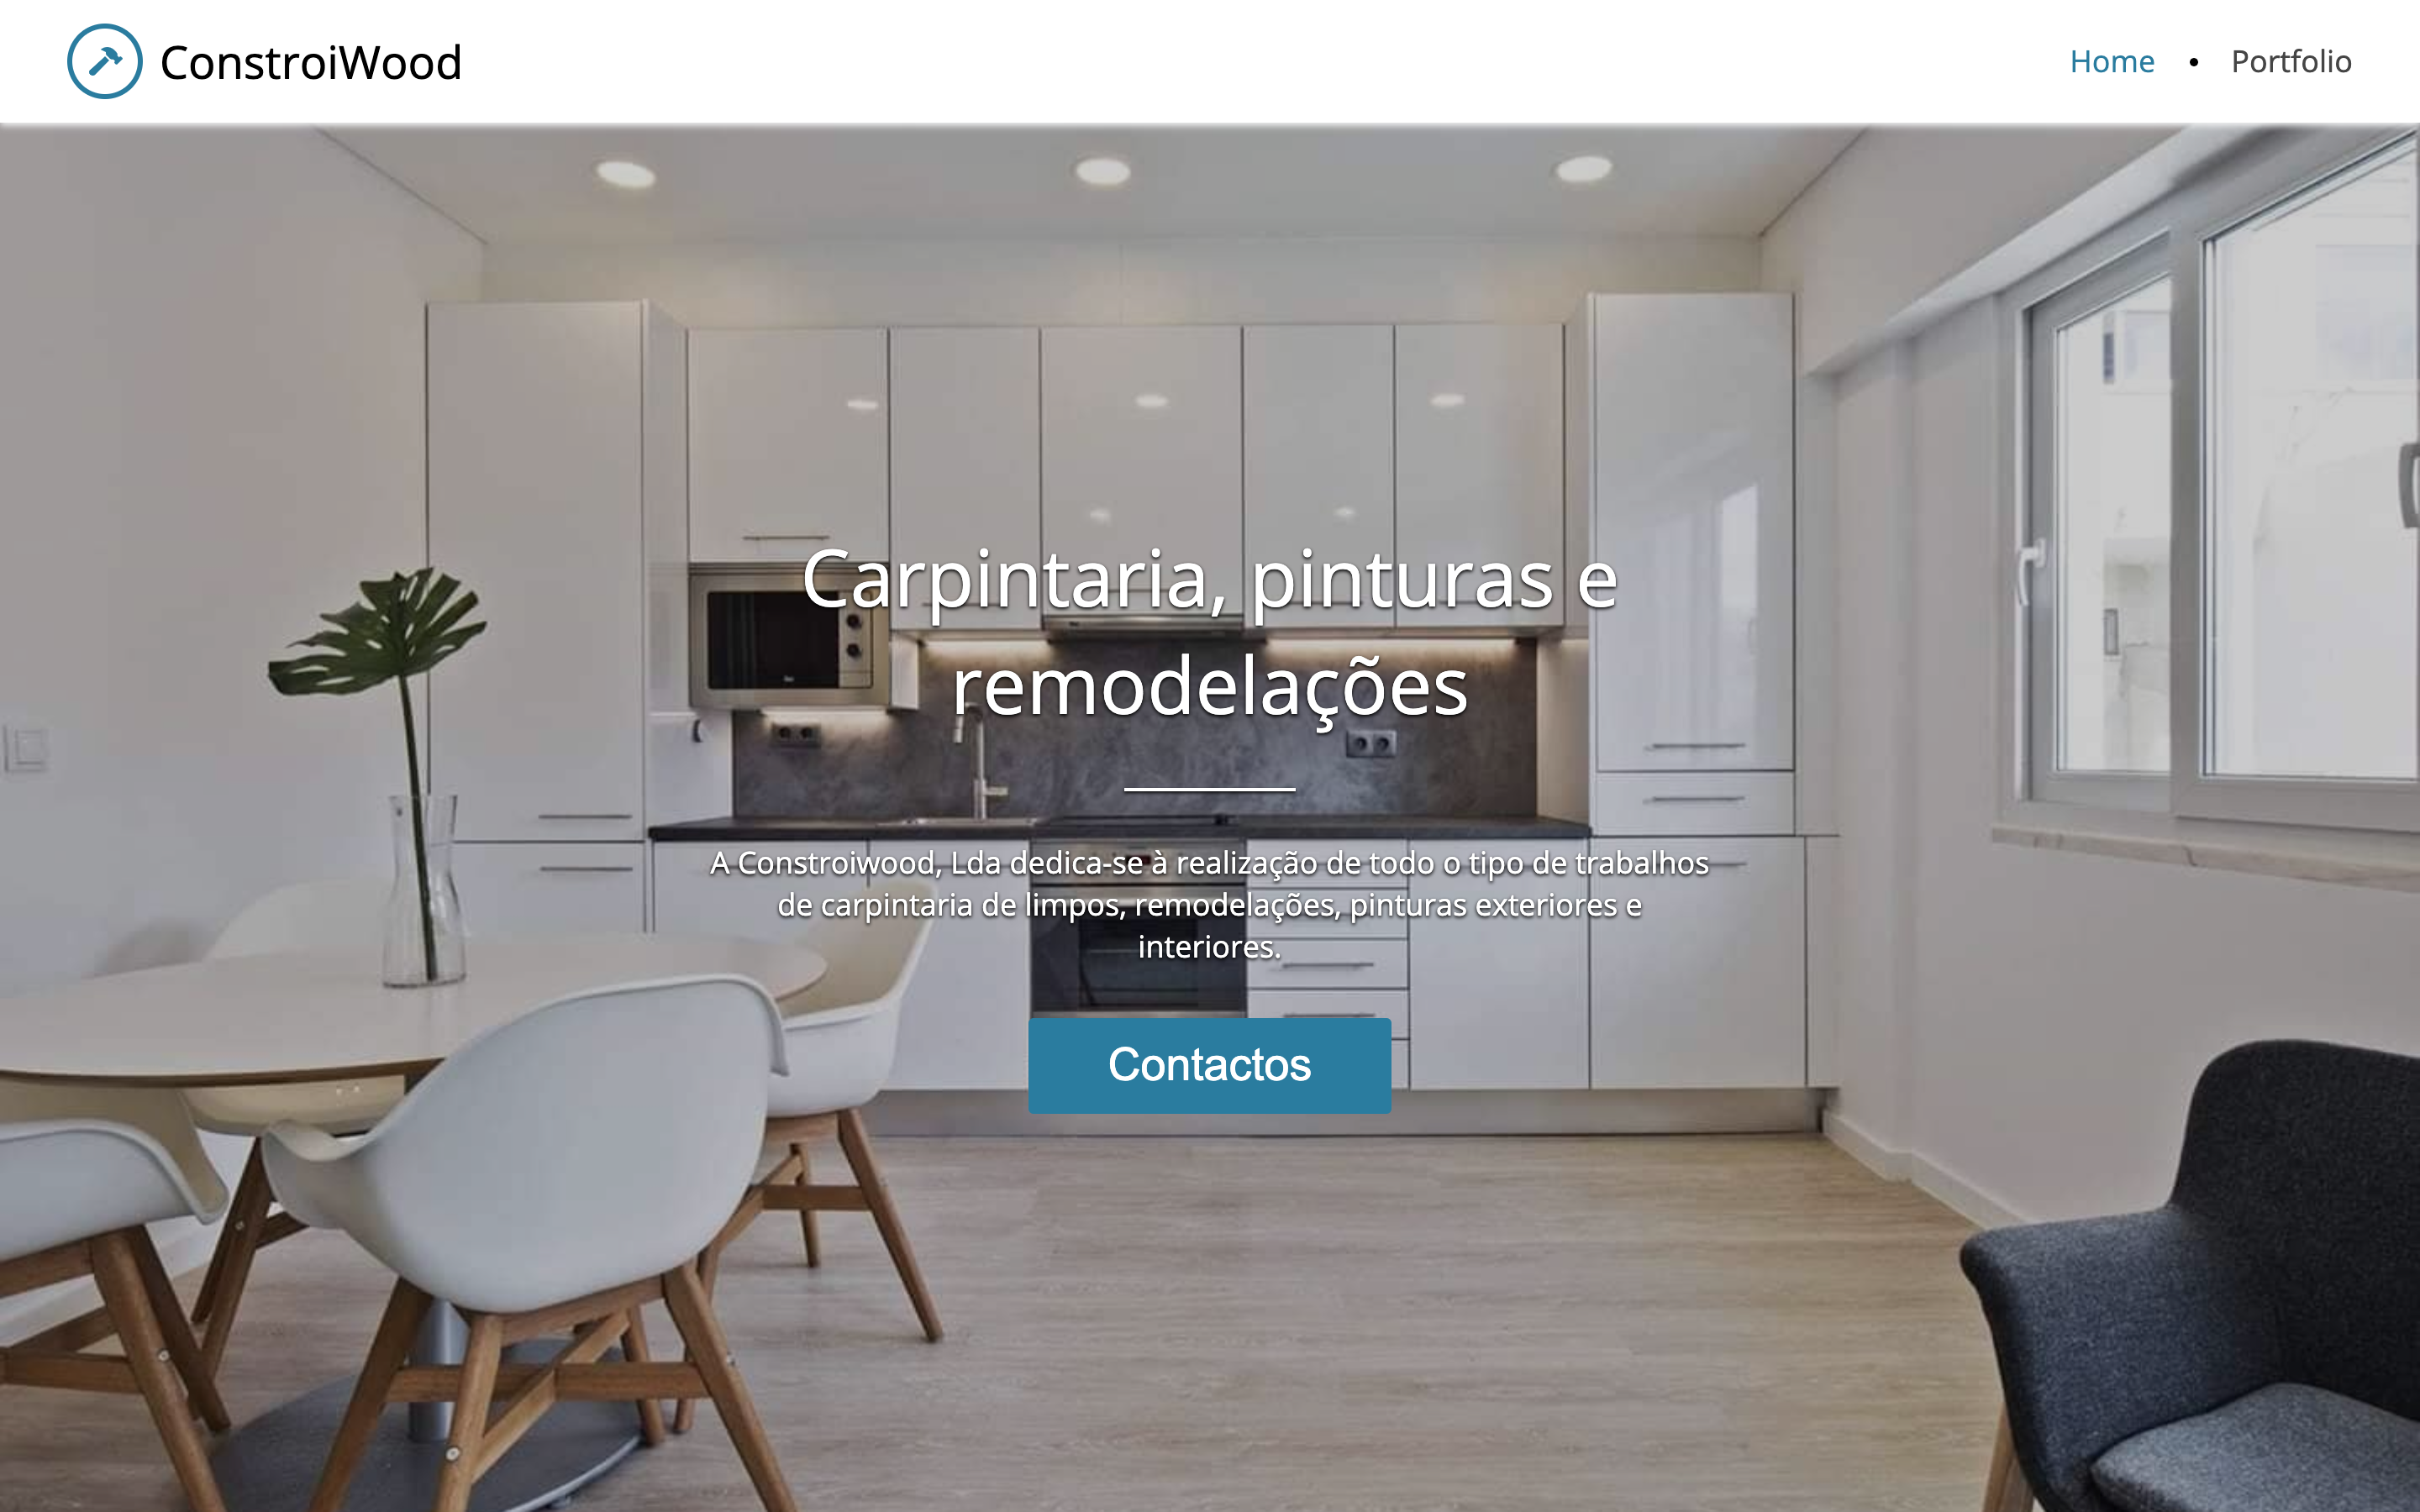 ConstroiWood
Home • Portfolio
Carpintaria, pinturas e
remodelações
A Constroiwood, Lda dedica-se à realização de todo o tipo de trabalhos
de carpintaria de limpos, remodelações, pinturas exteriores e
interiores.
Contactos